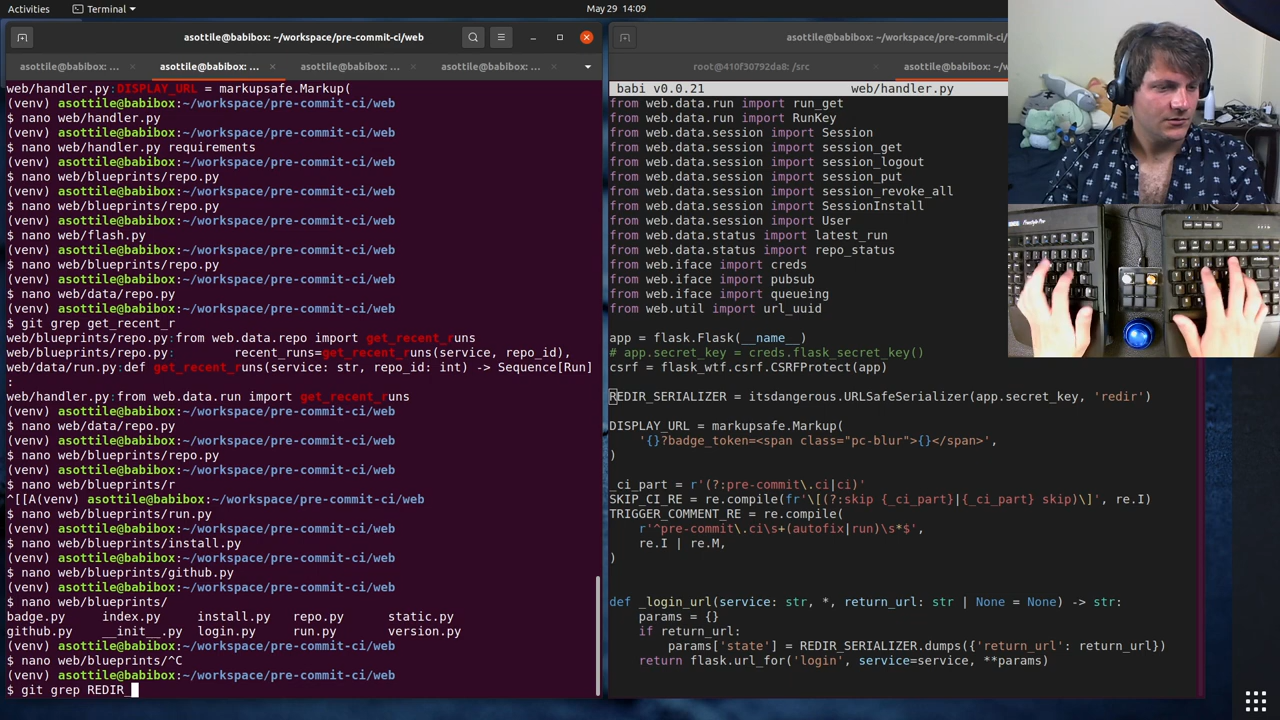 Activities
Terminal
May 29 14:09
asottile@babibox: ~/workspace/pre-commit-ci/web
asottile@babibox: ~/workspace/pre-commit-ci/
asottile@babibox: ...
asottile@babibox: ...
asottile@babibox: ...
asottile@babibox: ...
root@410f30792da8: /src
asottile@babibox: ~/w
web/handler.py:DISPLAY_URL = markupsafe.Markup(
(venv) asottile@babibox:~/workspace/pre-commit-ci/web
$ nano web/handler.py
(venv) asottile@babibox:~/workspace/pre-commit-ci/web
$ nano web/handler.py requirements
(venv) asottile@babibox:~/workspace/pre-commit-ci/web
$ nano web/blueprints/repo.py
(venv) asottile@babibox:~/workspace/pre-commit-ci/web
$ nano web/blueprints/repo.py
(venv) asottile@babibox:~/workspace/pre-commit-ci/web
$ nano web/flash.py
(venv) asottile@babibox:~/workspace/pre-commit-ci/web
$ nano web/blueprints/repo.py
(venv) asottile@babibox:~/workspace/pre-commit-ci/web
$ nano web/data/repo.py
(venv) asottile@babibox:~/workspace/pre-commit-ci/web
$ git grep get_recent_r
web/blueprints/repo.py:from web.data.repo import get_recent_runs
web/blueprints/repo.py:        recent_runs=get_recent_runs(service, repo_id),
web/data/run.py:def get_recent_runs(service: str, repo_id: int) -> Sequence[Run]
:
web/handler.py:from web.data.run import get_recent_runs
(venv) asottile@babibox:~/workspace/pre-commit-ci/web
$ nano web/data/repo.py
(venv) asottile@babibox:~/workspace/pre-commit-ci/web
$ nano web/blueprints/repo.py
(venv) asottile@babibox:~/workspace/pre-commit-ci/web
$ nano web/blueprints/r
^[[A(venv) asottile@babibox:~/workspace/pre-commit-ci/web
$ nano web/blueprints/run.py
(venv) asottile@babibox:~/workspace/pre-commit-ci/web
$ nano web/blueprints/install.py
(venv) asottile@babibox:~/workspace/pre-commit-ci/web
$ nano web/blueprints/github.py
(venv) asottile@babibox:~/workspace/pre-commit-ci/web
$ nano web/blueprints/
badge.py    index.py    install.py    repo.py    static.py
github.py   __init__.py   login.py    run.py    version.py
(venv) asottile@babibox:~/workspace/pre-commit-ci/web
$ nano web/blueprints/^C
(venv) asottile@babibox:~/workspace/pre-commit-ci/web
$ git grep REDIR_
babi v0.0.21    web/handler.py
from web.data.run import run_get
from web.data.run import RunKey
from web.data.session import Session
from web.data.session import session_get
from web.data.session import session_logout
from web.data.session import session_put
from web.data.session import session_revoke_all
from web.data.session import SessionInstall
from web.data.session import User
from web.data.status import latest_run
from web.data.status import repo_status
from web.iface import creds
from web.iface import pubsub
from web.iface import queueing
from web.util import url_uuid
app = flask.Flask(__name__)
# app.secret_key = creds.flask_secret_key()
csrf = flask_wtf.csrf.CSRFProtect(app)
REDIR_SERIALIZER = itsdangerous.URLSafeSerializer(app.secret_key, 'redir')
DISPLAY_URL = markupsafe.Markup(
    '{}?badge_token=<span class="pc-blur">{}</span>',
)
_ci_part = r'(?:pre-commit\.ci|ci)'
SKIP_CI_RE = re.compile(fr'\[(?:skip {_ci_part}|{_ci_part} skip)\]', re.I)
TRIGGER_COMMENT_RE = re.compile(
    r'^pre-commit\.ci\s+(autofix|run)\s*$',
    re.I | re.M,
)
def _login_url(service: str, *, return_url: str | None = None) -> str:
    params = {}
    if return_url:
        params['state'] = REDIR_SERIALIZER.dumps({'return_url': return_url})
    return flask.url_for('login', service=service, **params)